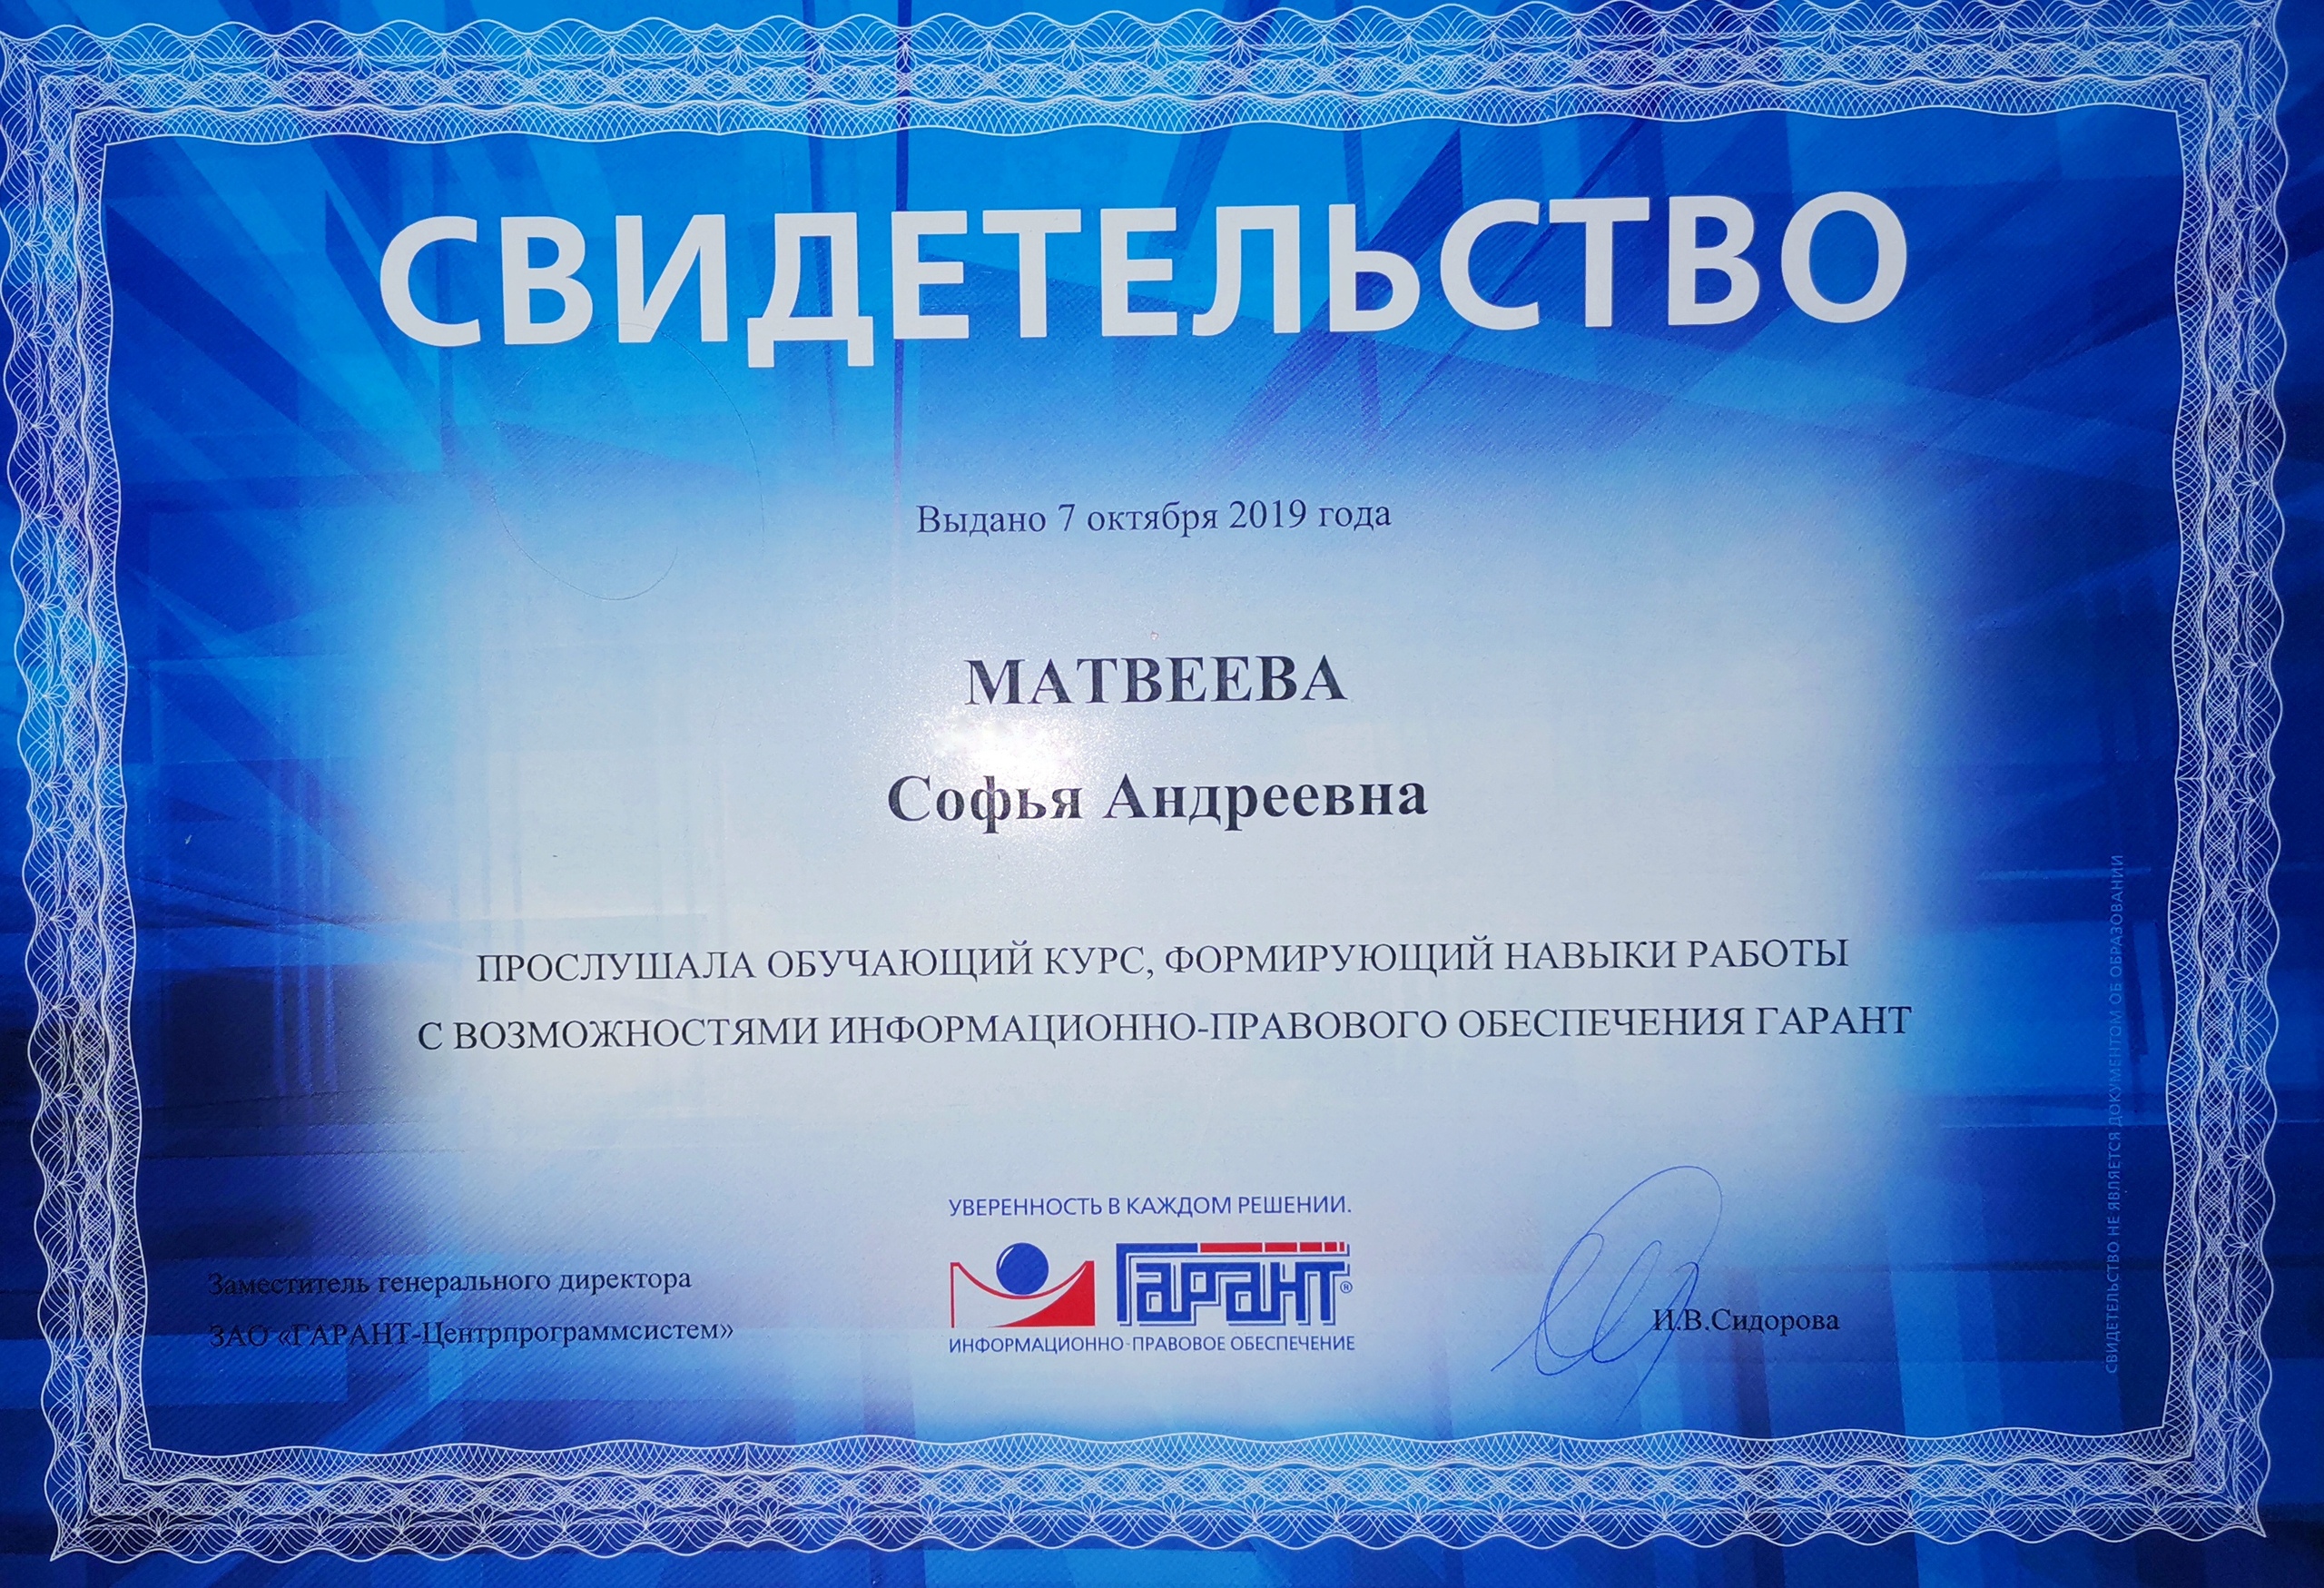 СВИДЕТЕЛЬСТВО
Выдано 7 октября 2019 года
МАТВЕЕВА
Софья Андреевна
ПРОСЛУШАЛА ОБУЧАЮЩИЙ КУРС, ФОРМИРУЮЩИЙ НАВЫКИ РАБОТЫ
С ВОЗМОЖНОСТЯМИ ИНФОРМАЦИОННО-ПРАВОВОГО ОБЕСПЕЧЕНИЯ ГАРАНТ
Заместитель генерального директора
ЗАО «ГАРАНТ-Центрпрограммсистем»
УВЕРЕННОСТЬ В КАЖДОМ РЕШЕНИИ.
Гарант®
ИНФОРМАЦИОННО-ПРАВОВОЕ ОБЕСПЕЧЕНИЕ
И.В.Сидорова
СВИДЕТЕЛЬСТВО НЕ ЯВЛЯЕТСЯ ДОКУМЕНТОМ ОБ ОБРАЗОВАНИИ